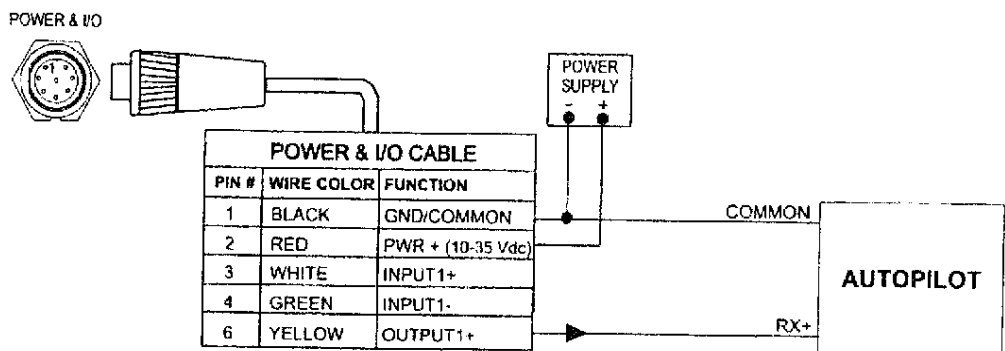 POWER & I/O
POWER
SUPPLY
- +
POWER & I/O CABLE
PIN # WIRE COLOR FUNCTION
1 BLACK GND/COMMON
2 RED PWR + (10-35 Vdc)
3 WHITE INPUT1+
4 GREEN INPUT1-
6 YELLOW OUTPUT1+
COMMON
AUTOPILOT
RX+